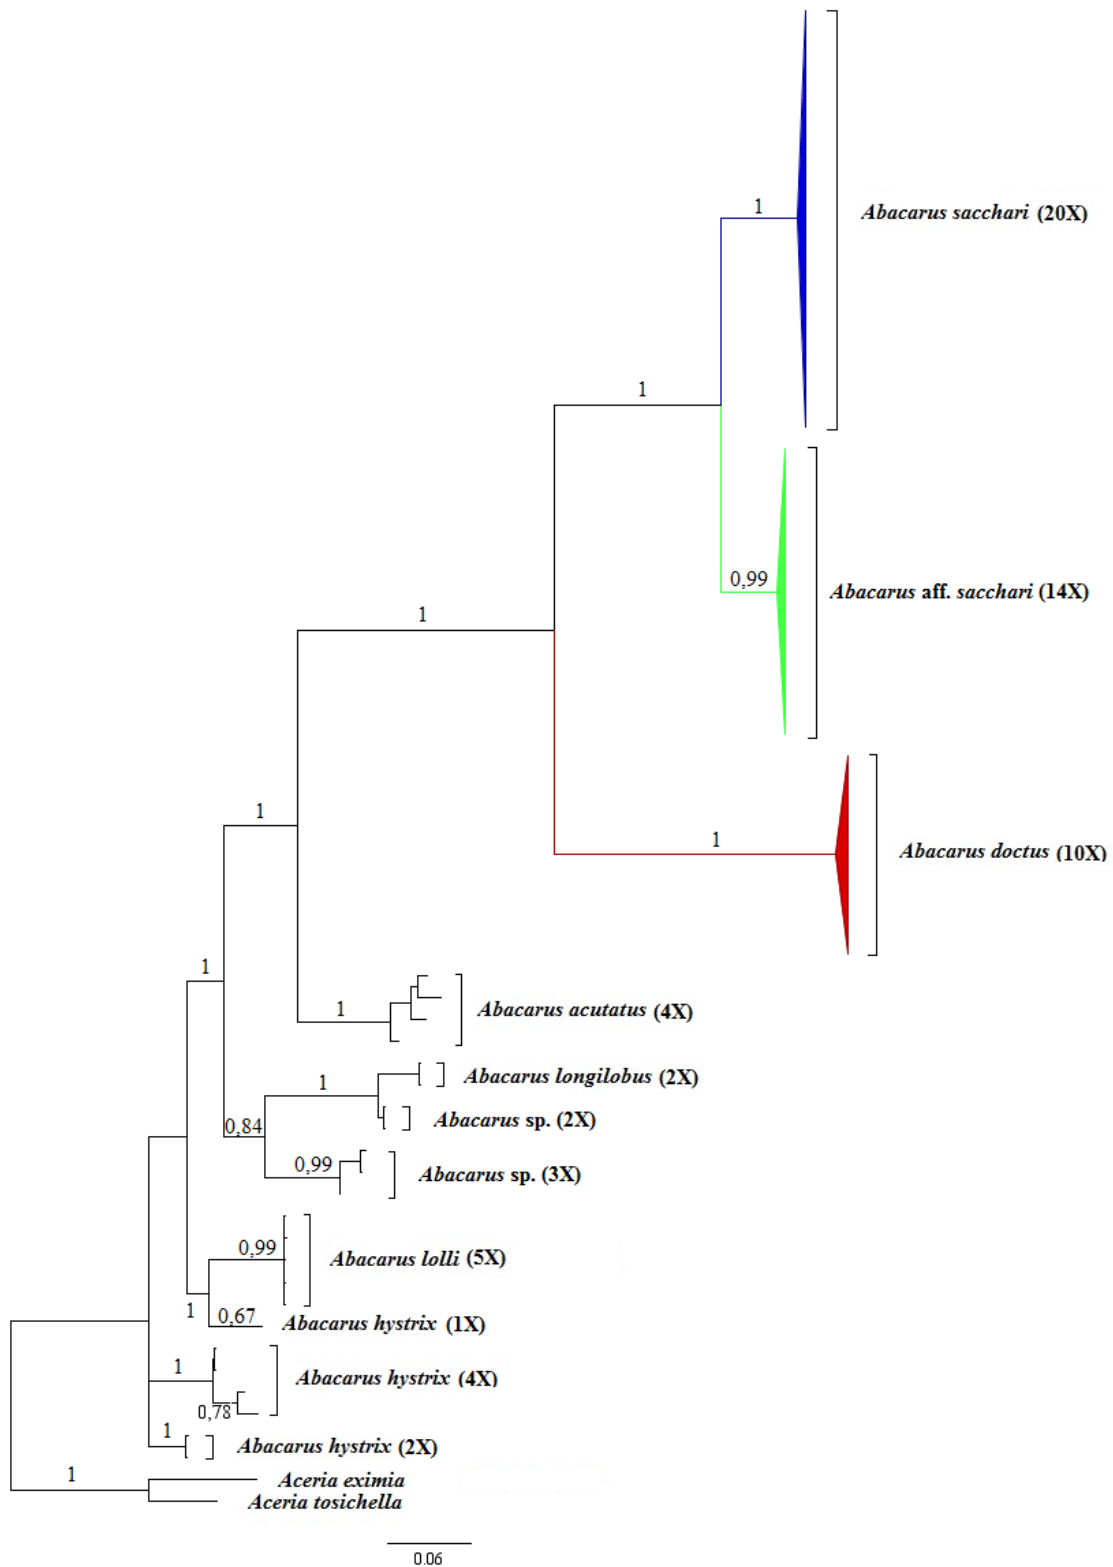 1
Abacarus sacchari (20X)
1
0,99
Abacarus aff. sacchari (14X)
1
1
Abacarus doctus (10X)
1
1
1
Abacarus acutatus (4X)
1
Abacarus longilobus (2X)
0,84
Abacarus sp. (2X)
0,99
Abacarus sp. (3X)
0,99
Abacarus lolli (5X)
1
0,67
Abacarus hystrix (1X)
1
Abacarus hystrix (4X)
0,78
1
Abacarus hystrix (2X)
1
Aceria eximia
Aceria tosichella
0.06